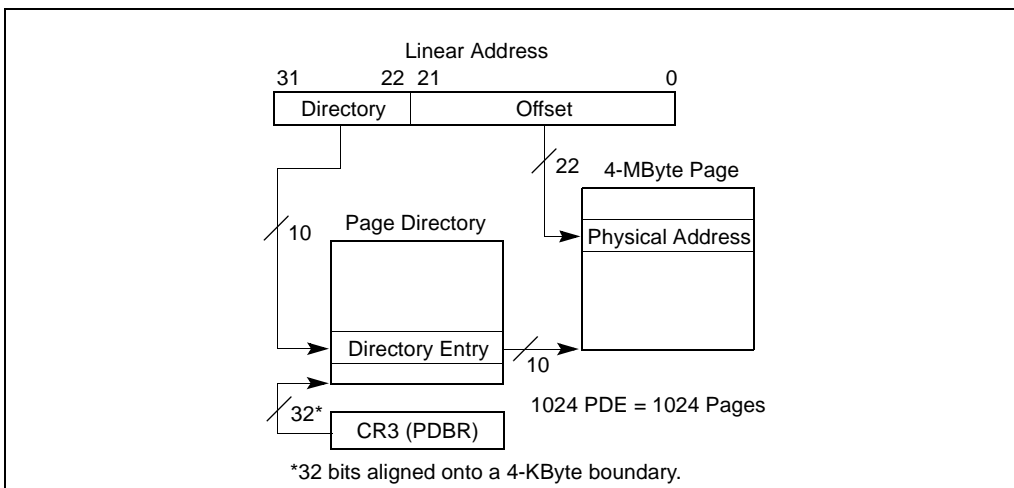 Linear Address
31 22 21 0
Directory Offset
22 4-MByte Page
10 Page Directory Physical Address
Directory Entry
10
1024 PDE = 1024 Pages
32*
CR3 (PDBR)
*32 bits aligned onto a 4-KByte boundary.